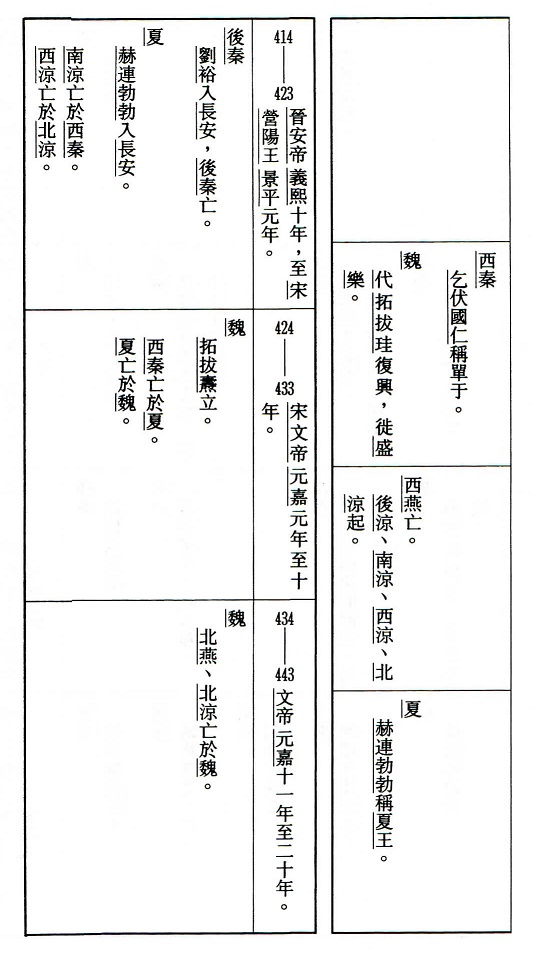 西秦
乞伏國仁稱單于。
魏
代拓拔珪復興，徙盛
樂。
西燕亡。
後涼、南涼、西涼、北
涼起。
夏
赫連勃勃稱夏王。
414——423
晉安帝義熙十年，至宋
營陽王景平元年。
後秦
劉裕入長安，後秦亡。
夏
赫連勃勃入長安。
南涼亡於西秦。
西涼亡於北涼。
424——433
宋文帝元嘉元年至十
年。
魏
拓拔燾立。
西秦亡於夏。
夏亡於魏。
434——443
文帝元嘉十一年至二十年。
魏
北燕、北涼亡於魏。